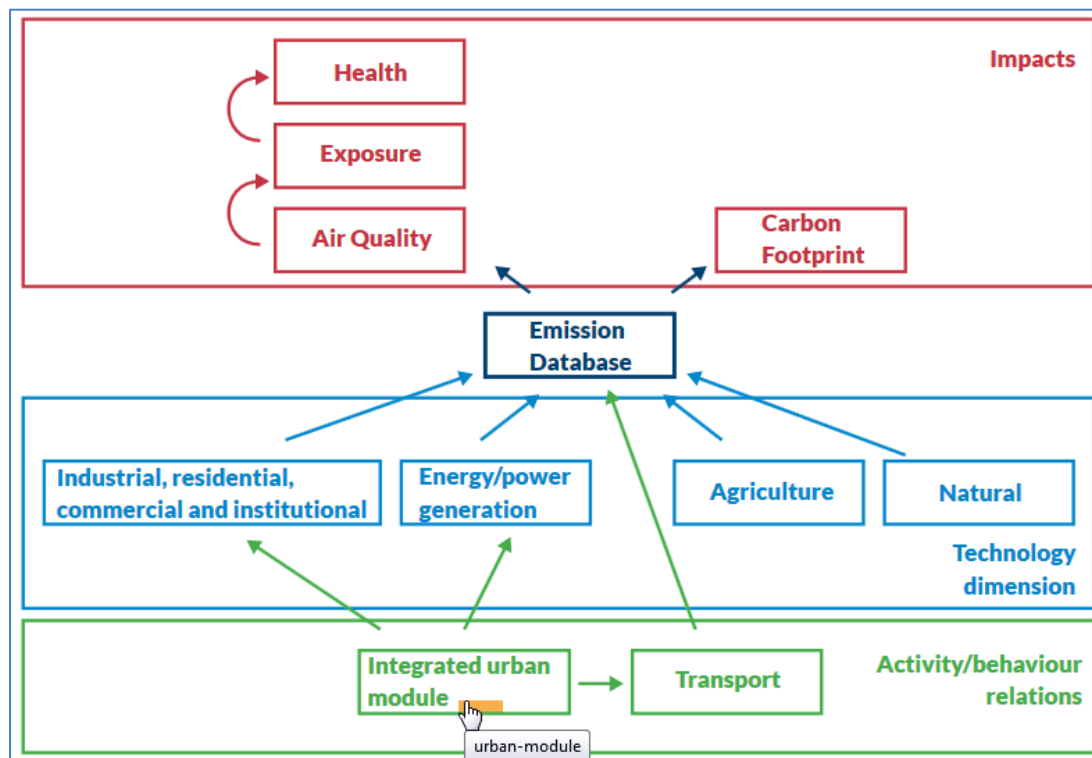 Impacts
Health
Exposure
Air Quality
Carbon
Footprint
Emission
Database
Industrial, residential,
commercial and institutional
Energy/power
generation
Agriculture
Natural
Technology
dimension
Integrated urban
module
Transport
Activity/behaviour
relations
urban-module